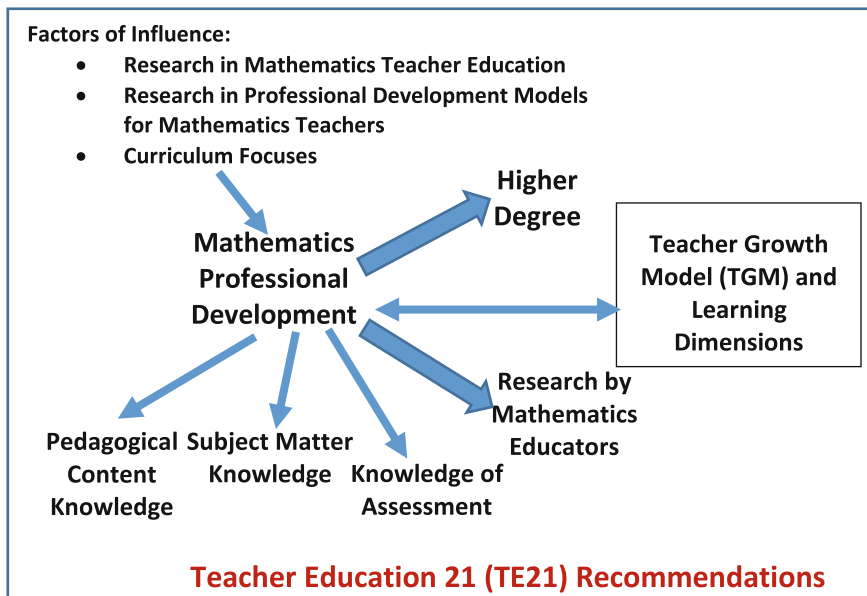 Factors of Influence:
• Research in Mathematics Teacher Education
• Research in Professional Development Models
for Mathematics Teachers
• Curriculum Focuses
Higher
Degree
Mathematics
Professional
Development
Teacher Growth
Model (TGM) and
Learning
Dimensions
Research by
Mathematics
Educators
Pedagogical
Content
Knowledge
Subject Matter
Knowledge
Knowledge of
Assessment
Teacher Education 21 (TE21) Recommendations